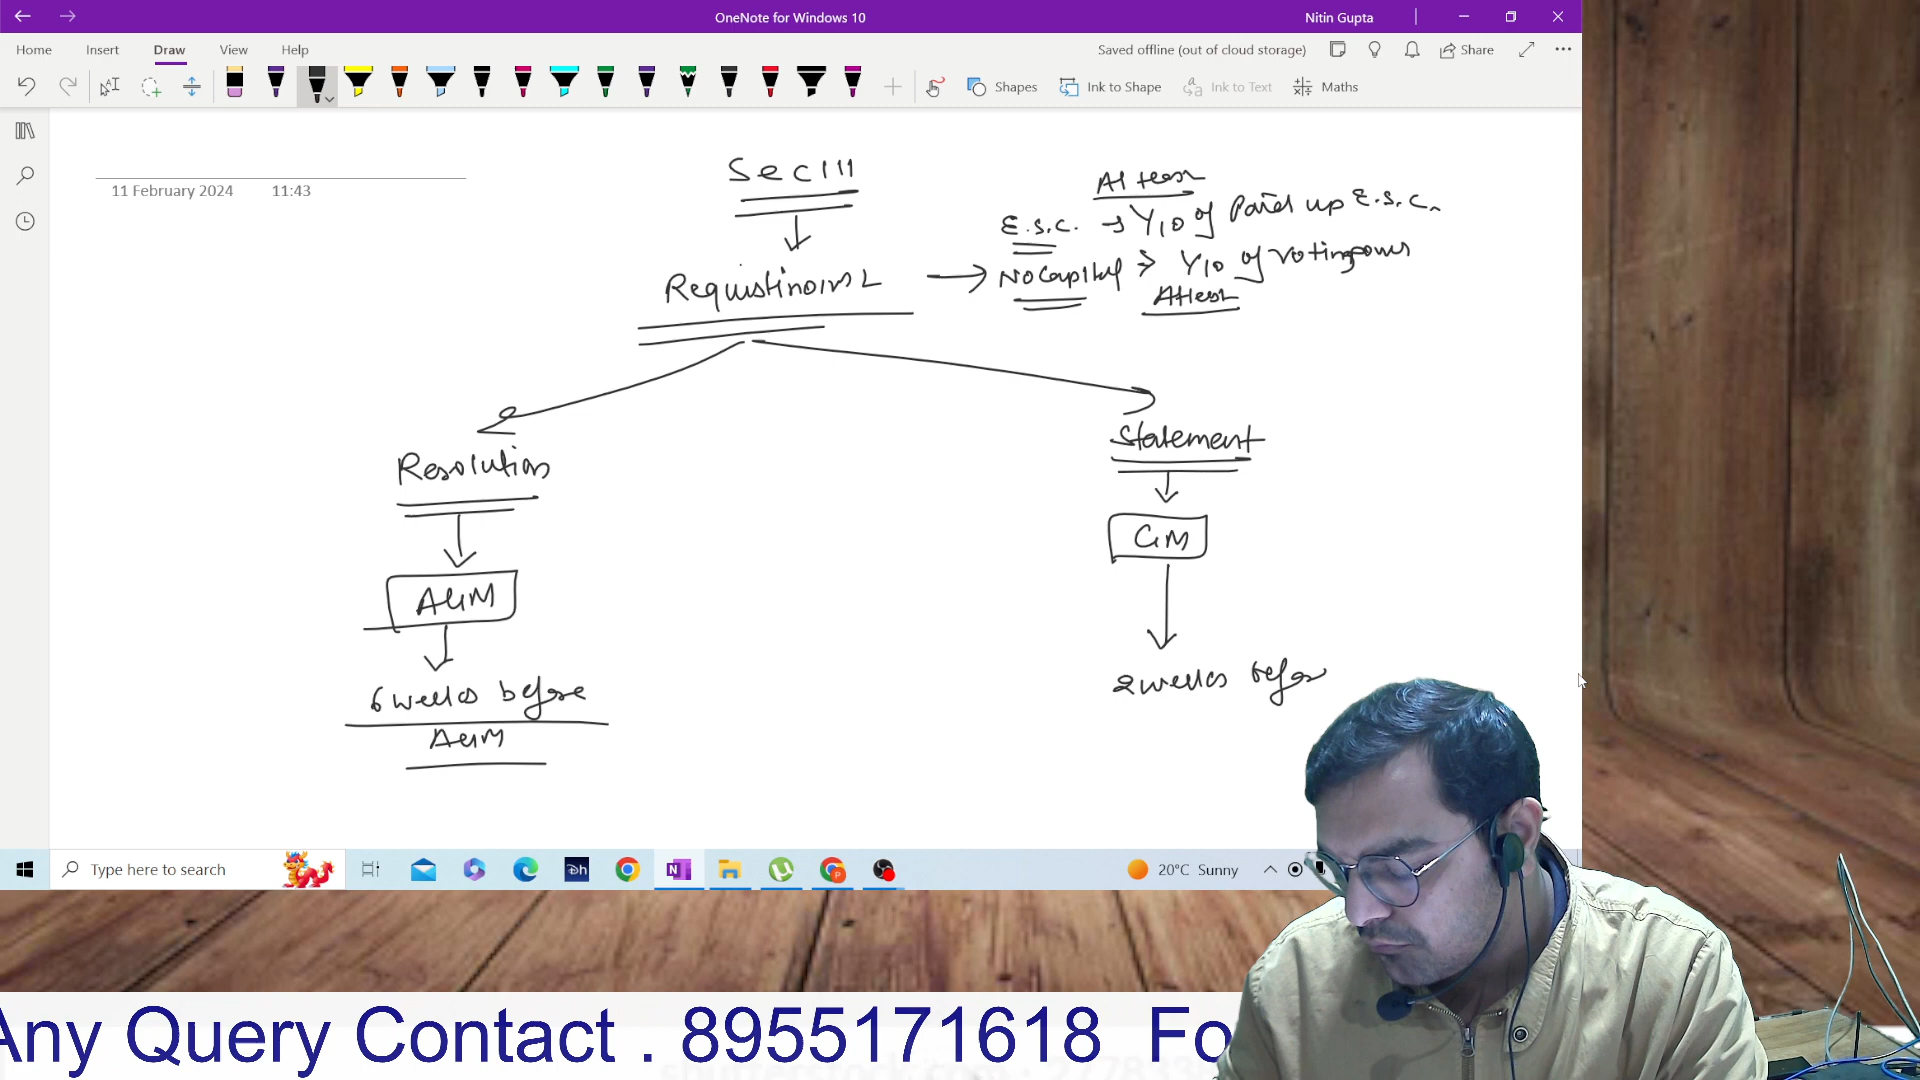 OneNote for Windows 10
Nitin Gupta
Home Insert Draw View Help
Saved offline (out of cloud storage)
Share
Shapes
Ink to Shape
Ink to Text
Maths
11 February 2024 11:43
Sec 111
At least
E.S.C. → 1/10 of Paid up E.S.C.
→ No Capital → 1/10 of voting power
At least
Resolution
Statement
GM
AGM
6 weeks before
AGM
2 weeks before
Type here to search
20°C Sunny
Any Query Contact . 8955171618 Fo